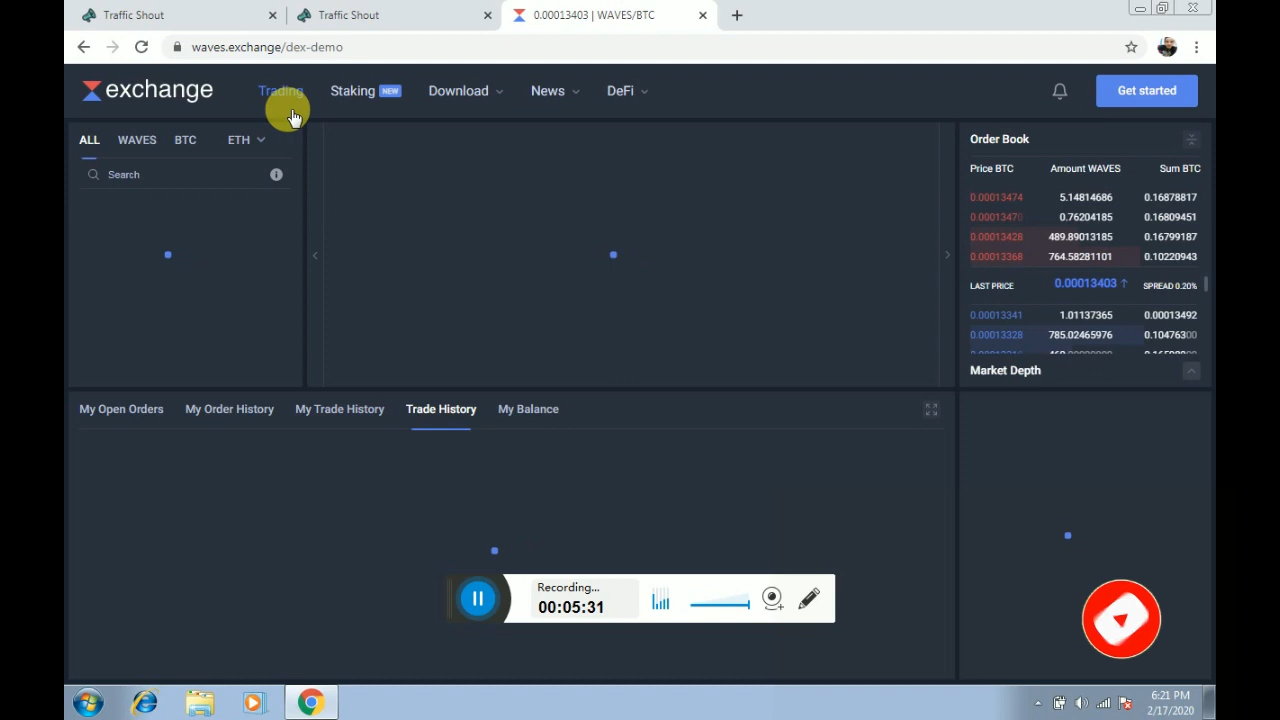 Traffic Shout
Traffic Shout
0.00013403 | WAVES/BTC
waves.exchange/dex-demo
exchange
Trading
Staking NEW
Download
News
DeFi
Get started
ALL WAVES BTC ETH
Search
Order Book
Price BTC Amount WAVES Sum BTC
0.00013474 5.14814686 0.16878817
0.00013470 0.76204185 0.16809451
0.00013428 489.89013185 0.16799187
0.00013368 764.58281101 0.10220943
LAST PRICE 0.00013403 ↑ SPREAD 0.20%
0.00013341 1.01137365 0.00013492
0.00013328 785.02465976 0.10476300
Market Depth
My Open Orders My Order History My Trade History Trade History My Balance
Recording...
00:05:31
6:21 PM
2/17/2020